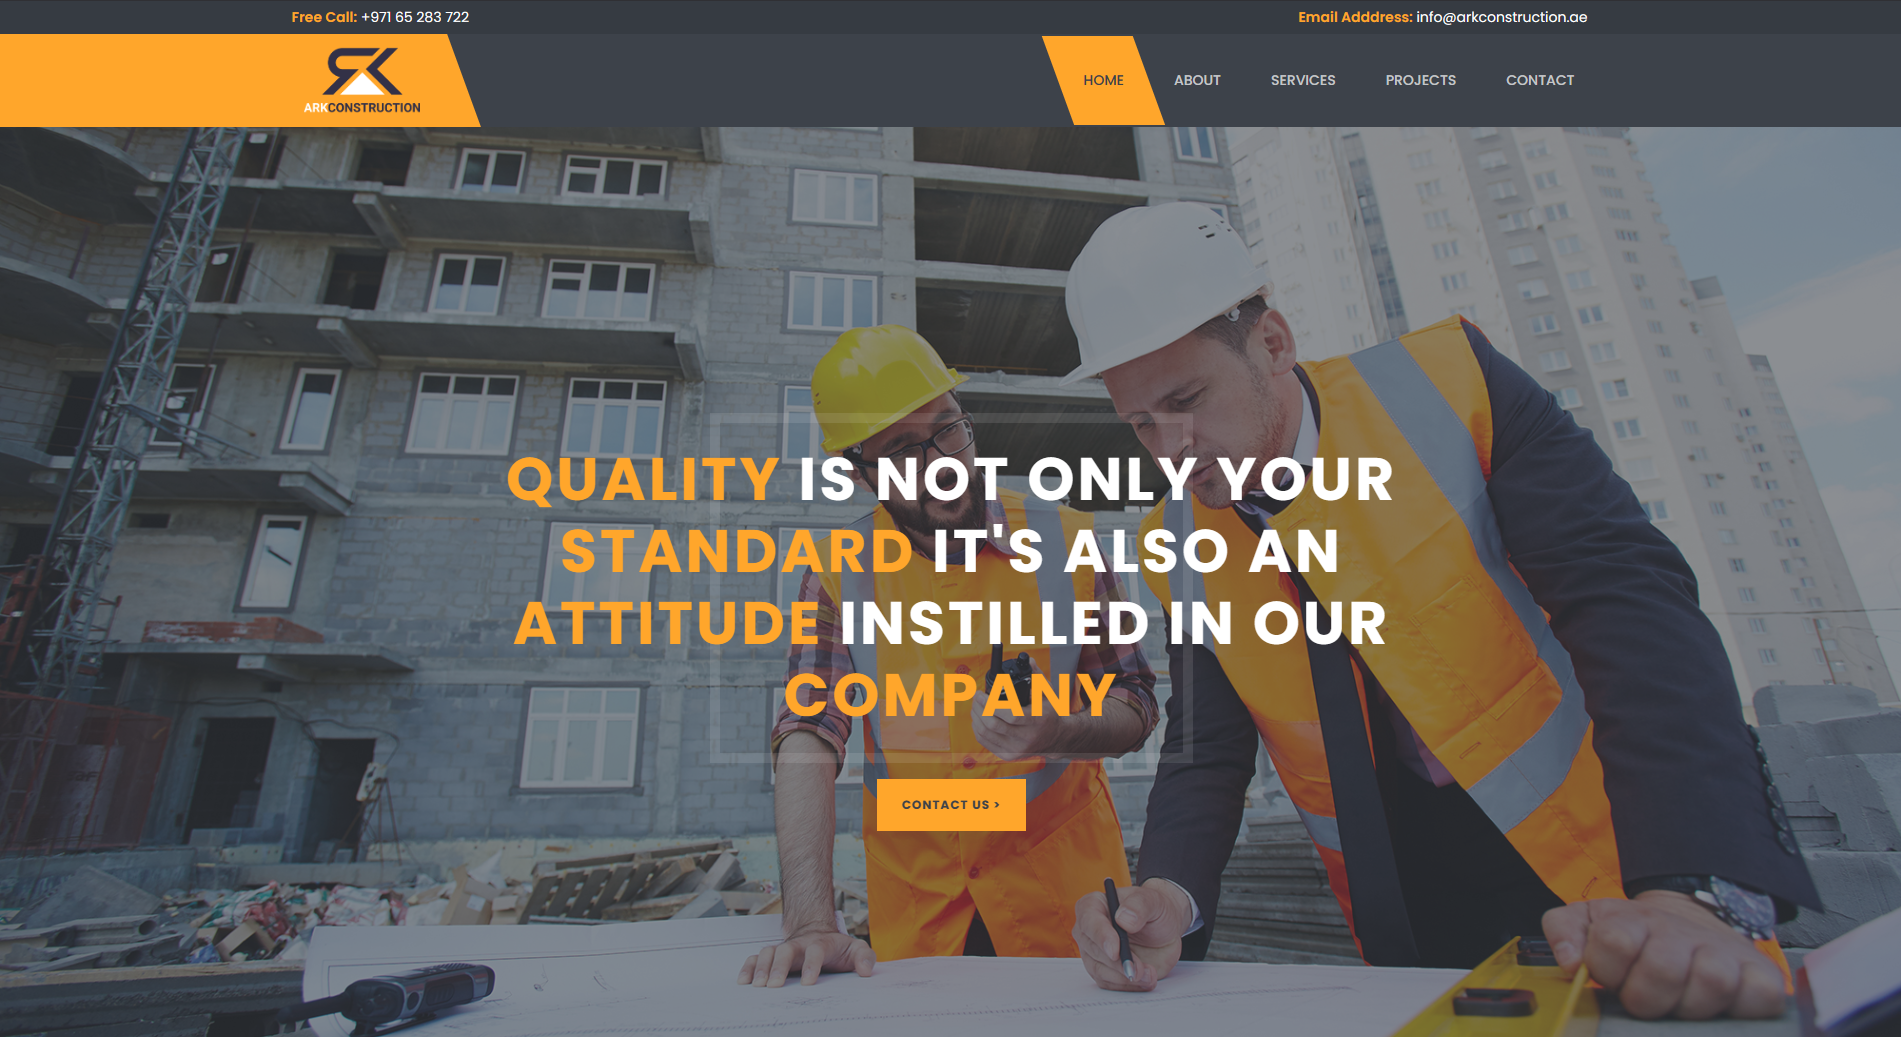 Free Call: +971 65 283 722
Email Adddress: info@arkconstruction.ae
ARKCONSTRUCTION
HOME
ABOUT
SERVICES
PROJECTS
CONTACT
QUALITY IS NOT ONLY YOUR
STANDARD IT'S ALSO AN
ATTITUDE INSTILLED IN OUR
COMPANY
CONTACT US >